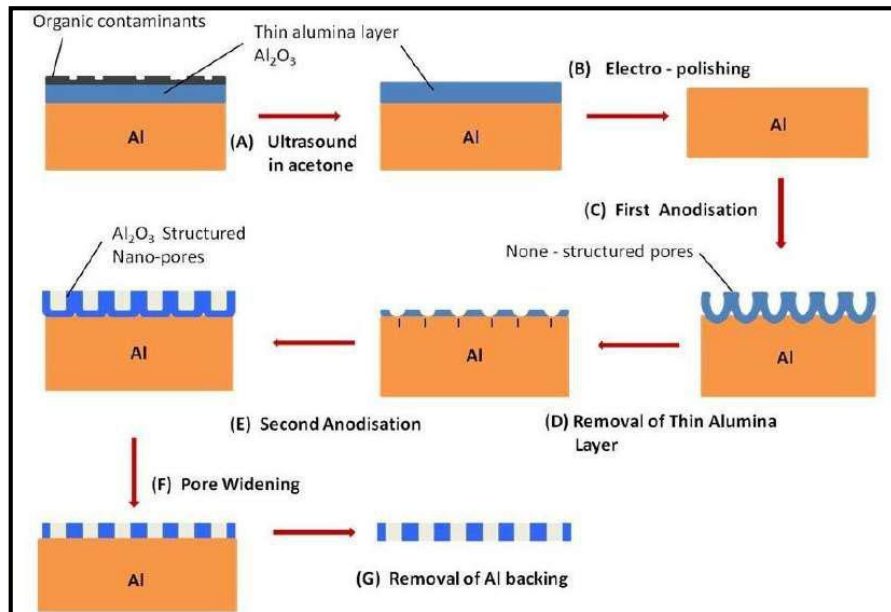 Organic contaminants
Thin alumina layer
Al₂O₃
Al
(A) Ultrasound
in acetone
Al
(B) Electro - polishing
Al
(C) First Anodisation
None - structured pores
Al
(D) Removal of Thin Alumina
Layer
Al
(E) Second Anodisation
Al₂O₃ Structured
Nano-pores
Al
(F) Pore Widening
Al
(G) Removal of Al backing